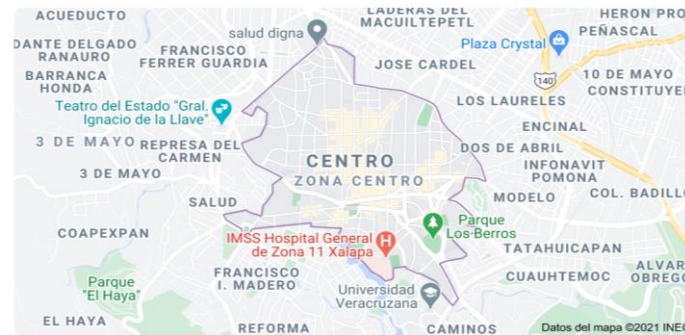 ACUEDUCTO
LADERAS DEL
MACUILTEPETL
HERON PRO
PEÑASCAL
salud digna
DANTE DELGADO
RANAURO
FRANCISCO
FERRER GUARDIA
Plaza Crystal
JOSE CARDEL
BARRANCA
HONDA
140
10 DE MAYO
CONSTITUYE
Teatro del Estado "Gral.
Ignacio de la Llave"
LOS LAURELES
ENCINAL
3 DE MAYO
REPRESA DEL
CARMEN
DOS DE ABRIL
CENTRO
ZONA CENTRO
INFONAVIT
POMONA
3 DE MAYO
MODELO
COL. BADILLO
SALUD
Parque
Los Berros
COAPEXPAN
IMSS Hospital General
de Zona 11 Xalapa
H
TATAHUICAPAN
FRANCISCO
I. MADERO
CUAUHTEMOC
ALVAR
OBREGO
Parque
"El Haya"
Universidad
Veracruzana
EL HAYA
REFORMA
CAMINOS
Datos del mapa ©2021 INEG